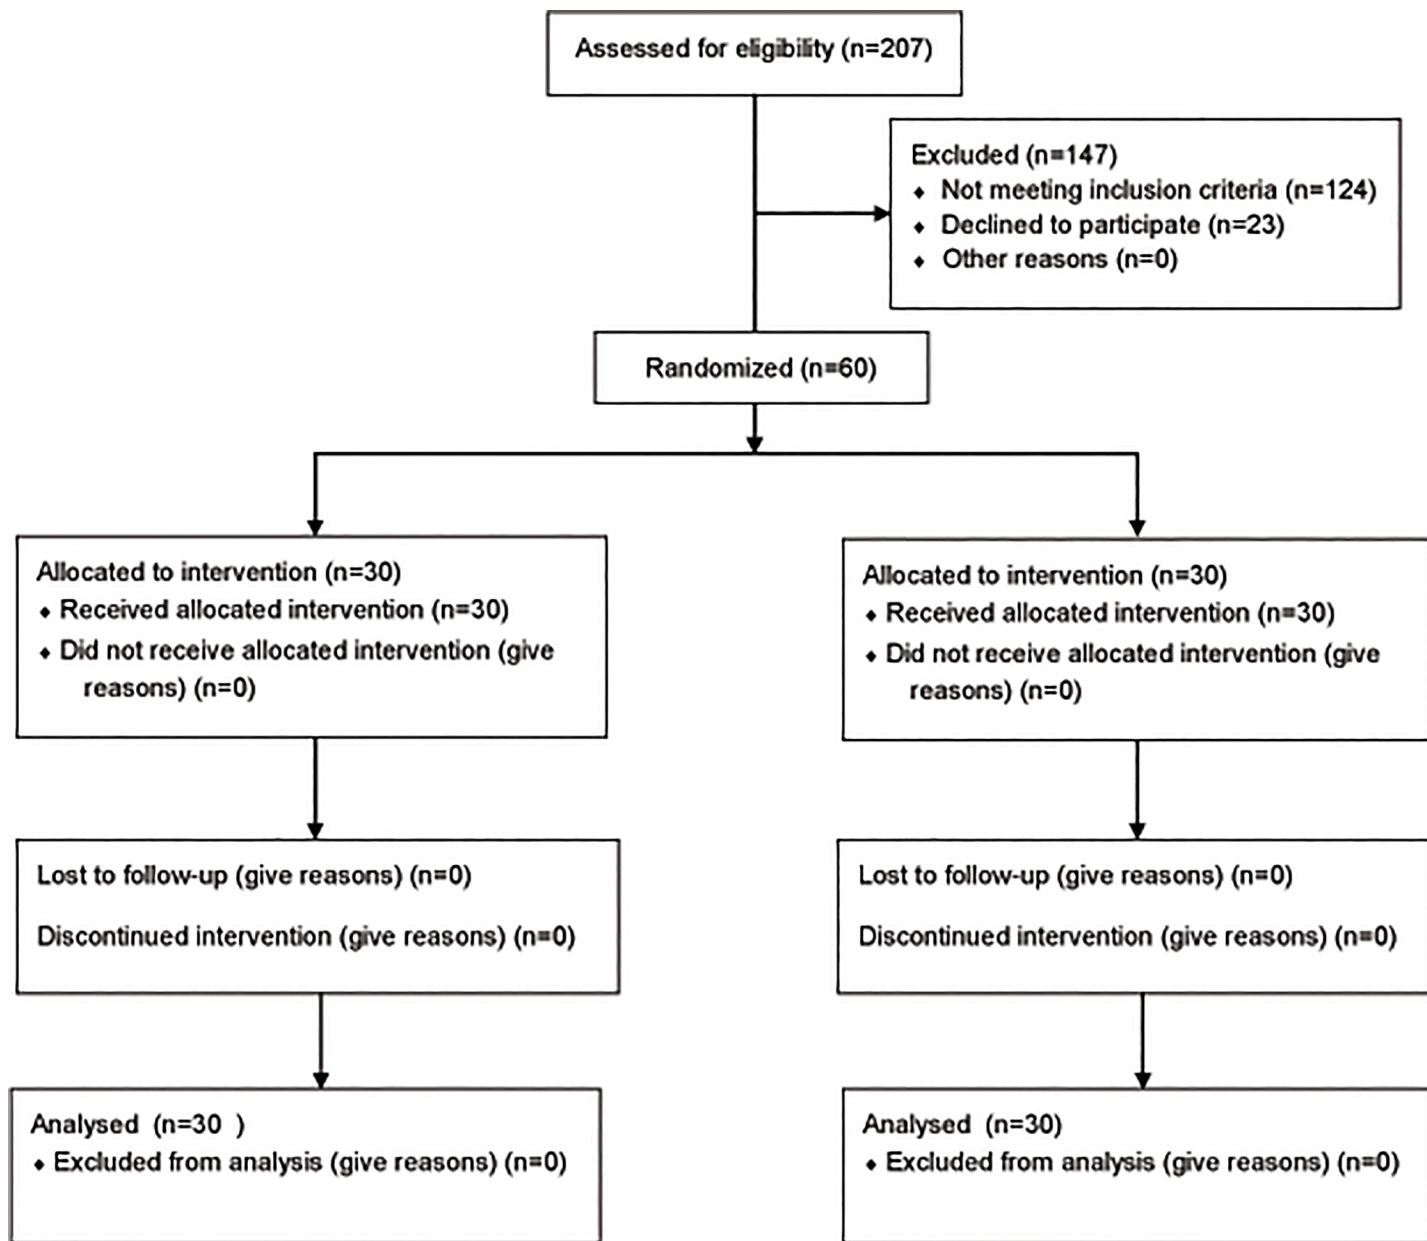 Assessed for eligibility (n=207)
Excluded (n=147)
♦ Not meeting inclusion criteria (n=124)
♦ Declined to participate (n=23)
♦ Other reasons (n=0)
Randomized (n=60)
Allocated to intervention (n=30)
♦ Received allocated intervention (n=30)
♦ Did not receive allocated intervention (give
reasons) (n=0)
Allocated to intervention (n=30)
♦ Received allocated intervention (n=30)
♦ Did not receive allocated intervention (give
reasons) (n=0)
Lost to follow-up (give reasons) (n=0)
Discontinued intervention (give reasons) (n=0)
Lost to follow-up (give reasons) (n=0)
Discontinued intervention (give reasons) (n=0)
Analysed  (n=30  )
♦ Excluded from analysis (give reasons) (n=0)
Analysed  (n=30)
♦ Excluded from analysis (give reasons) (n=0)